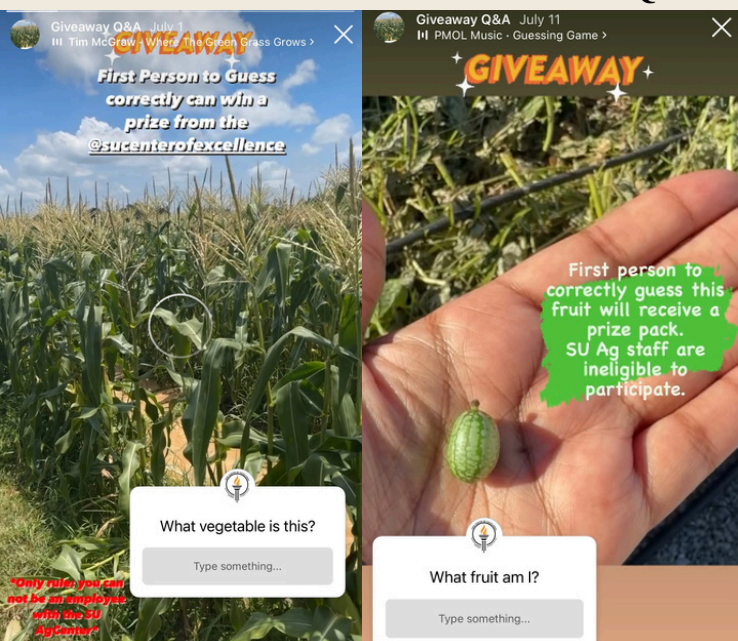 Giveaway Q&A July 1
Tim McGraw · Where The Green Grass Grows >
GIVEAWAY
First Person to Guess
correctly can win a
prize from the
@sucenterofexcellence
What vegetable is this?
Type something...
*Only rule: you can
not be an employee
with the SU
AgCenter*
Giveaway Q&A July 11
PMOL Music · Guessing Game >
GIVEAWAY
First person to
correctly guess this
fruit will receive a
prize pack.
SU Ag staff are
ineligible to
participate.
What fruit am I?
Type something...